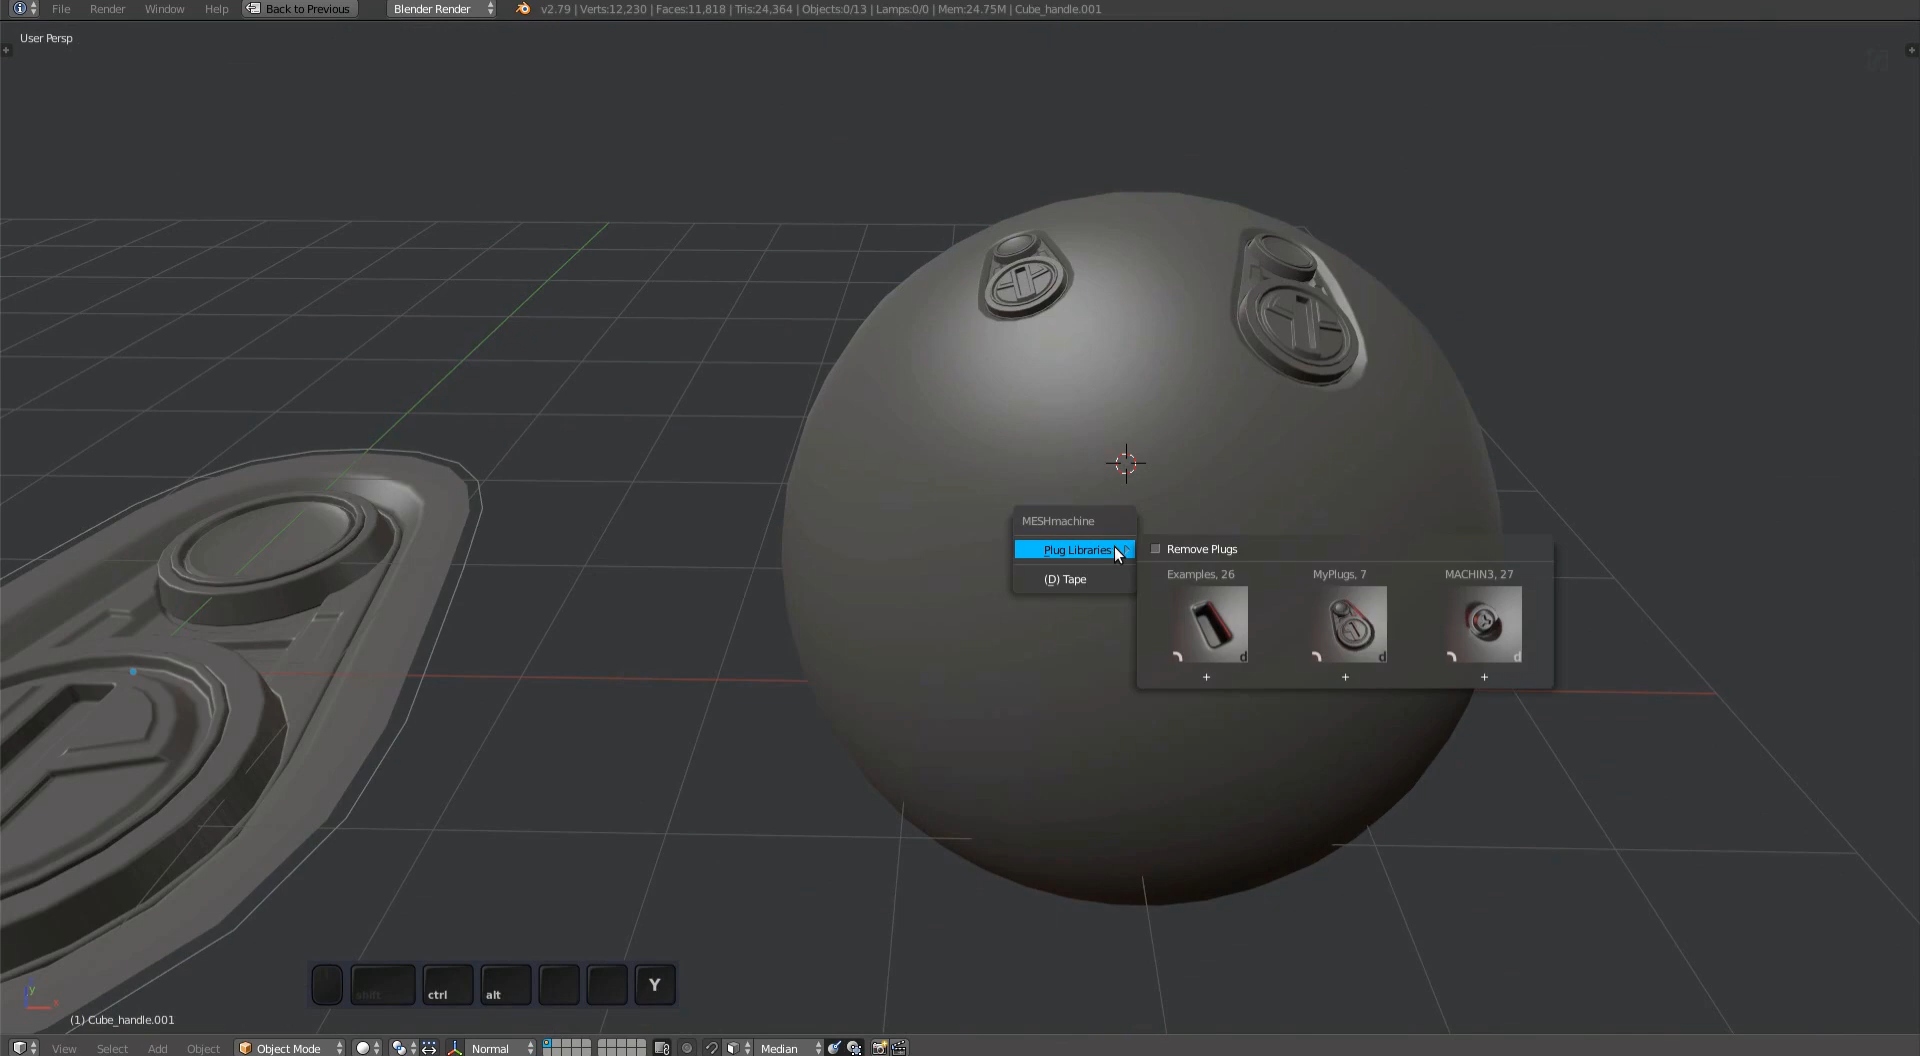 File Render Window Help Back to Previous Blender Render v2.79 | Verts:12,230 | Faces:11,818 | Tris:24,364 | Objects:0/13 | Lamps:0/0 | Mem:24.75M | Cube_handle.001
User Persp
MESHmachine
Plug Libraries
(D) Tape
Remove Plugs
Examples, 26 MyPlugs, 7 MACHIN3, 27
d d d
+ + +
shift ctrl alt Y
y x
(1) Cube_handle.001
View Select Add Object Object Mode Normal Median